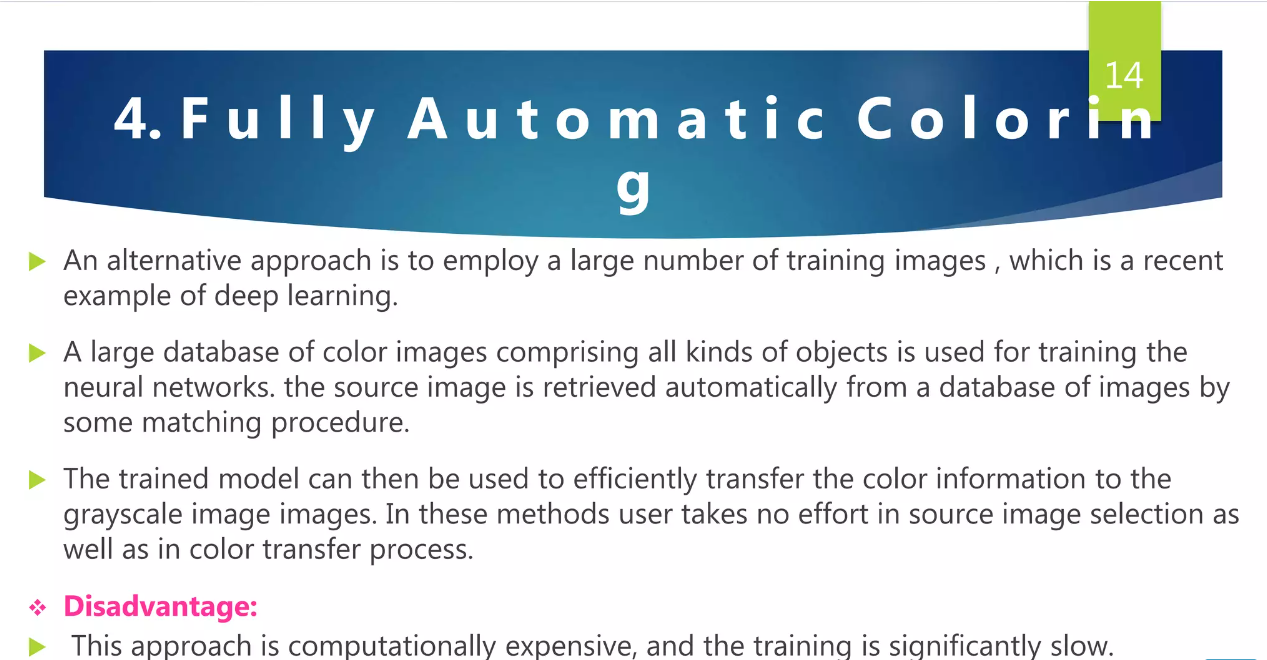 14
4. Fully Automatic Colorin
g
An alternative approach is to employ a large number of training images , which is a recent
example of deep learning.
A large database of color images comprising all kinds of objects is used for training the
neural networks. the source image is retrieved automatically from a database of images by
some matching procedure.
The trained model can then be used to efficiently transfer the color information to the
grayscale image images. In these methods user takes no effort in source image selection as
well as in color transfer process.
Disadvantage:
This approach is computationally expensive, and the training is significantly slow.